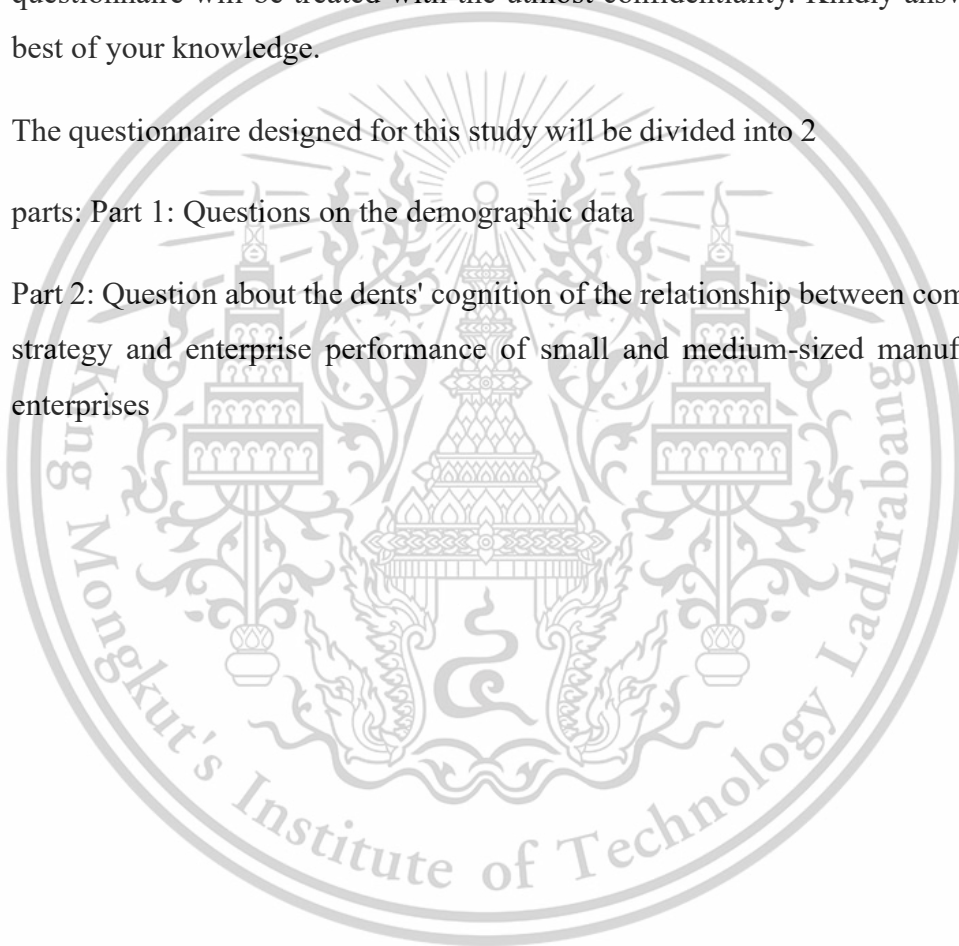 questionnaire will be treated with the utmost confidentiality. Kindly answ
best of your knowledge.
The questionnaire designed for this study will be divided into 2
parts: Part 1: Questions on the demographic data
Part 2: Question about the dents' cognition of the relationship between com
strategy and enterprise performance of small and medium-sized manuf
enterprises
King Mongkut's Institute of Technology Ladkrabang